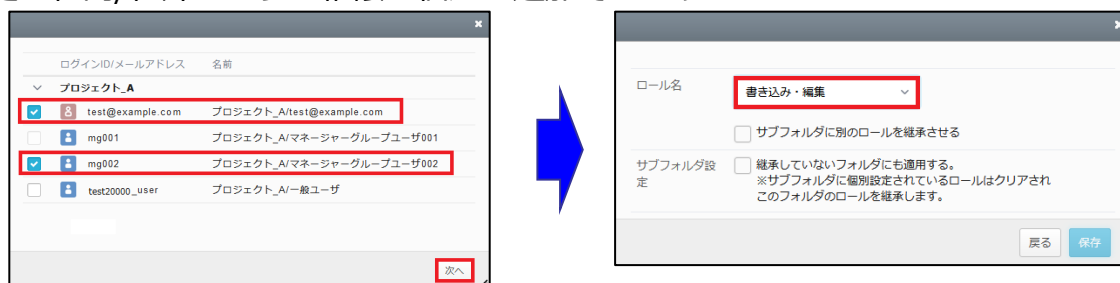 ×
ログインID/メールアドレス 名前
プロジェクト_A
test@example.com プロジェクト_A/test@example.com
mg001 プロジェクト_A/マネージャーグループユーザ001
mg002 プロジェクト_A/マネージャーグループユーザ002
test20000_user プロジェクト_A/一般ユーザ
次へ
×
ロール名 書き込み・編集
サブフォルダに別のロールを継承させる
サブフォルダ設定 継承していないフォルダにも適用する。
※サブフォルダに個別設定されているロールはクリアされ
このフォルダのロールを継承します。
戻る 保存